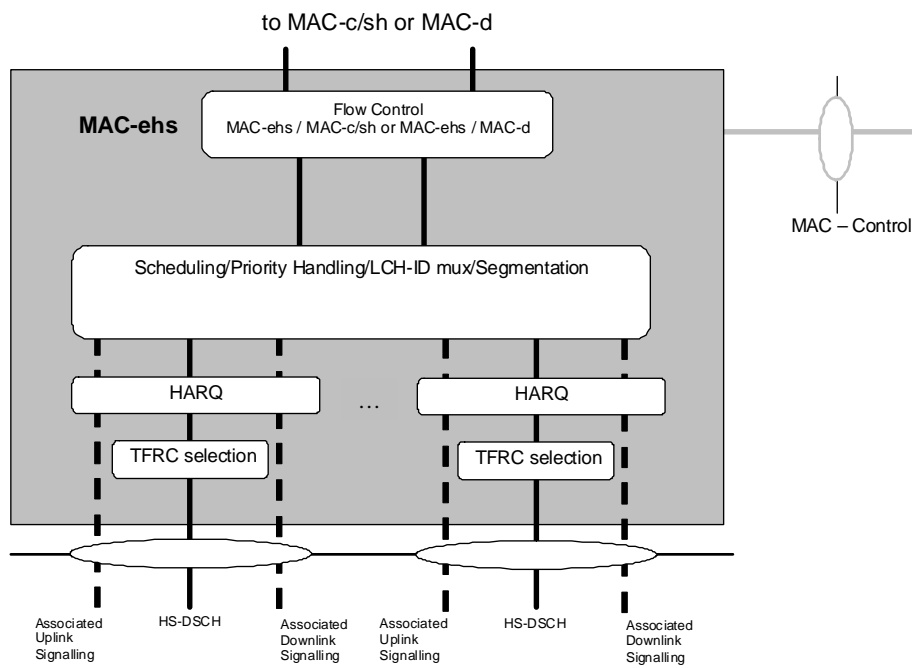 to MAC-c/sh or MAC-d
Flow Control
MAC-ehs
MAC-ehs / MAC-c/sh or MAC-ehs / MAC-d
MAC – Control
Scheduling/Priority Handling/LCH-ID mux/Segmentation
HARQ
...
HARQ
TFRC selection
TFRC selection
Associated
Uplink
Signalling
HS-DSCH
Associated
Downlink
Signalling
Associated
Uplink
Signalling
HS-DSCH
Associated
Downlink
Signalling